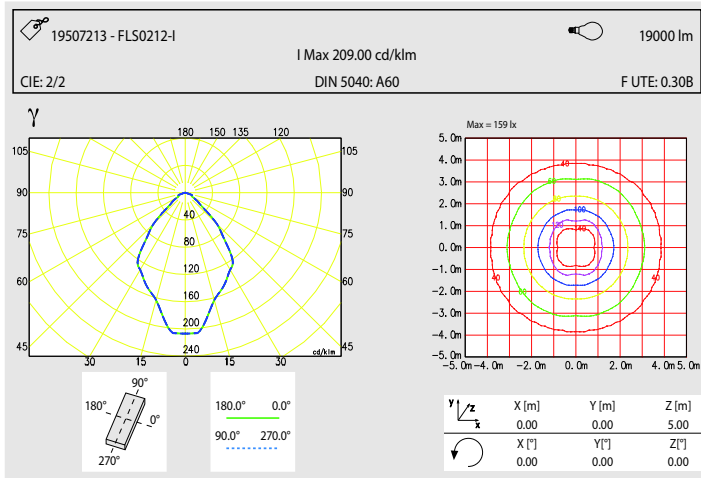 19507213 - FLS0212-I
19000 lm
I Max 209.00 cd/klm
CIE: 2/2
DIN 5040: A60
F UTE: 0.30B
γ
180 150 135 120
105 105
90 90
75 75
60 60
45 45
30 15 0 15 30
40
80
120
160
200
240
cd/klm
Max = 159 lx
5. 0m
4. 0m
3. 0m
2. 0m
1. 0m
0. 0m
-1. 0m
-2. 0m
-3. 0m
-4. 0m
-5. 0m
-5. 0m -4. 0m -2. 0m 0. 0m 2. 0m 4. 0m 5. 0m
40
100
40
40
90°
180° z 0°
270°
180.0° 0.0°
90.0° 270.0°
y z x
X [m] Y [m] Z [m]
0.00 0.00 5.00
X [°] Y[°] Z[°]
0.00 0.00 0.00